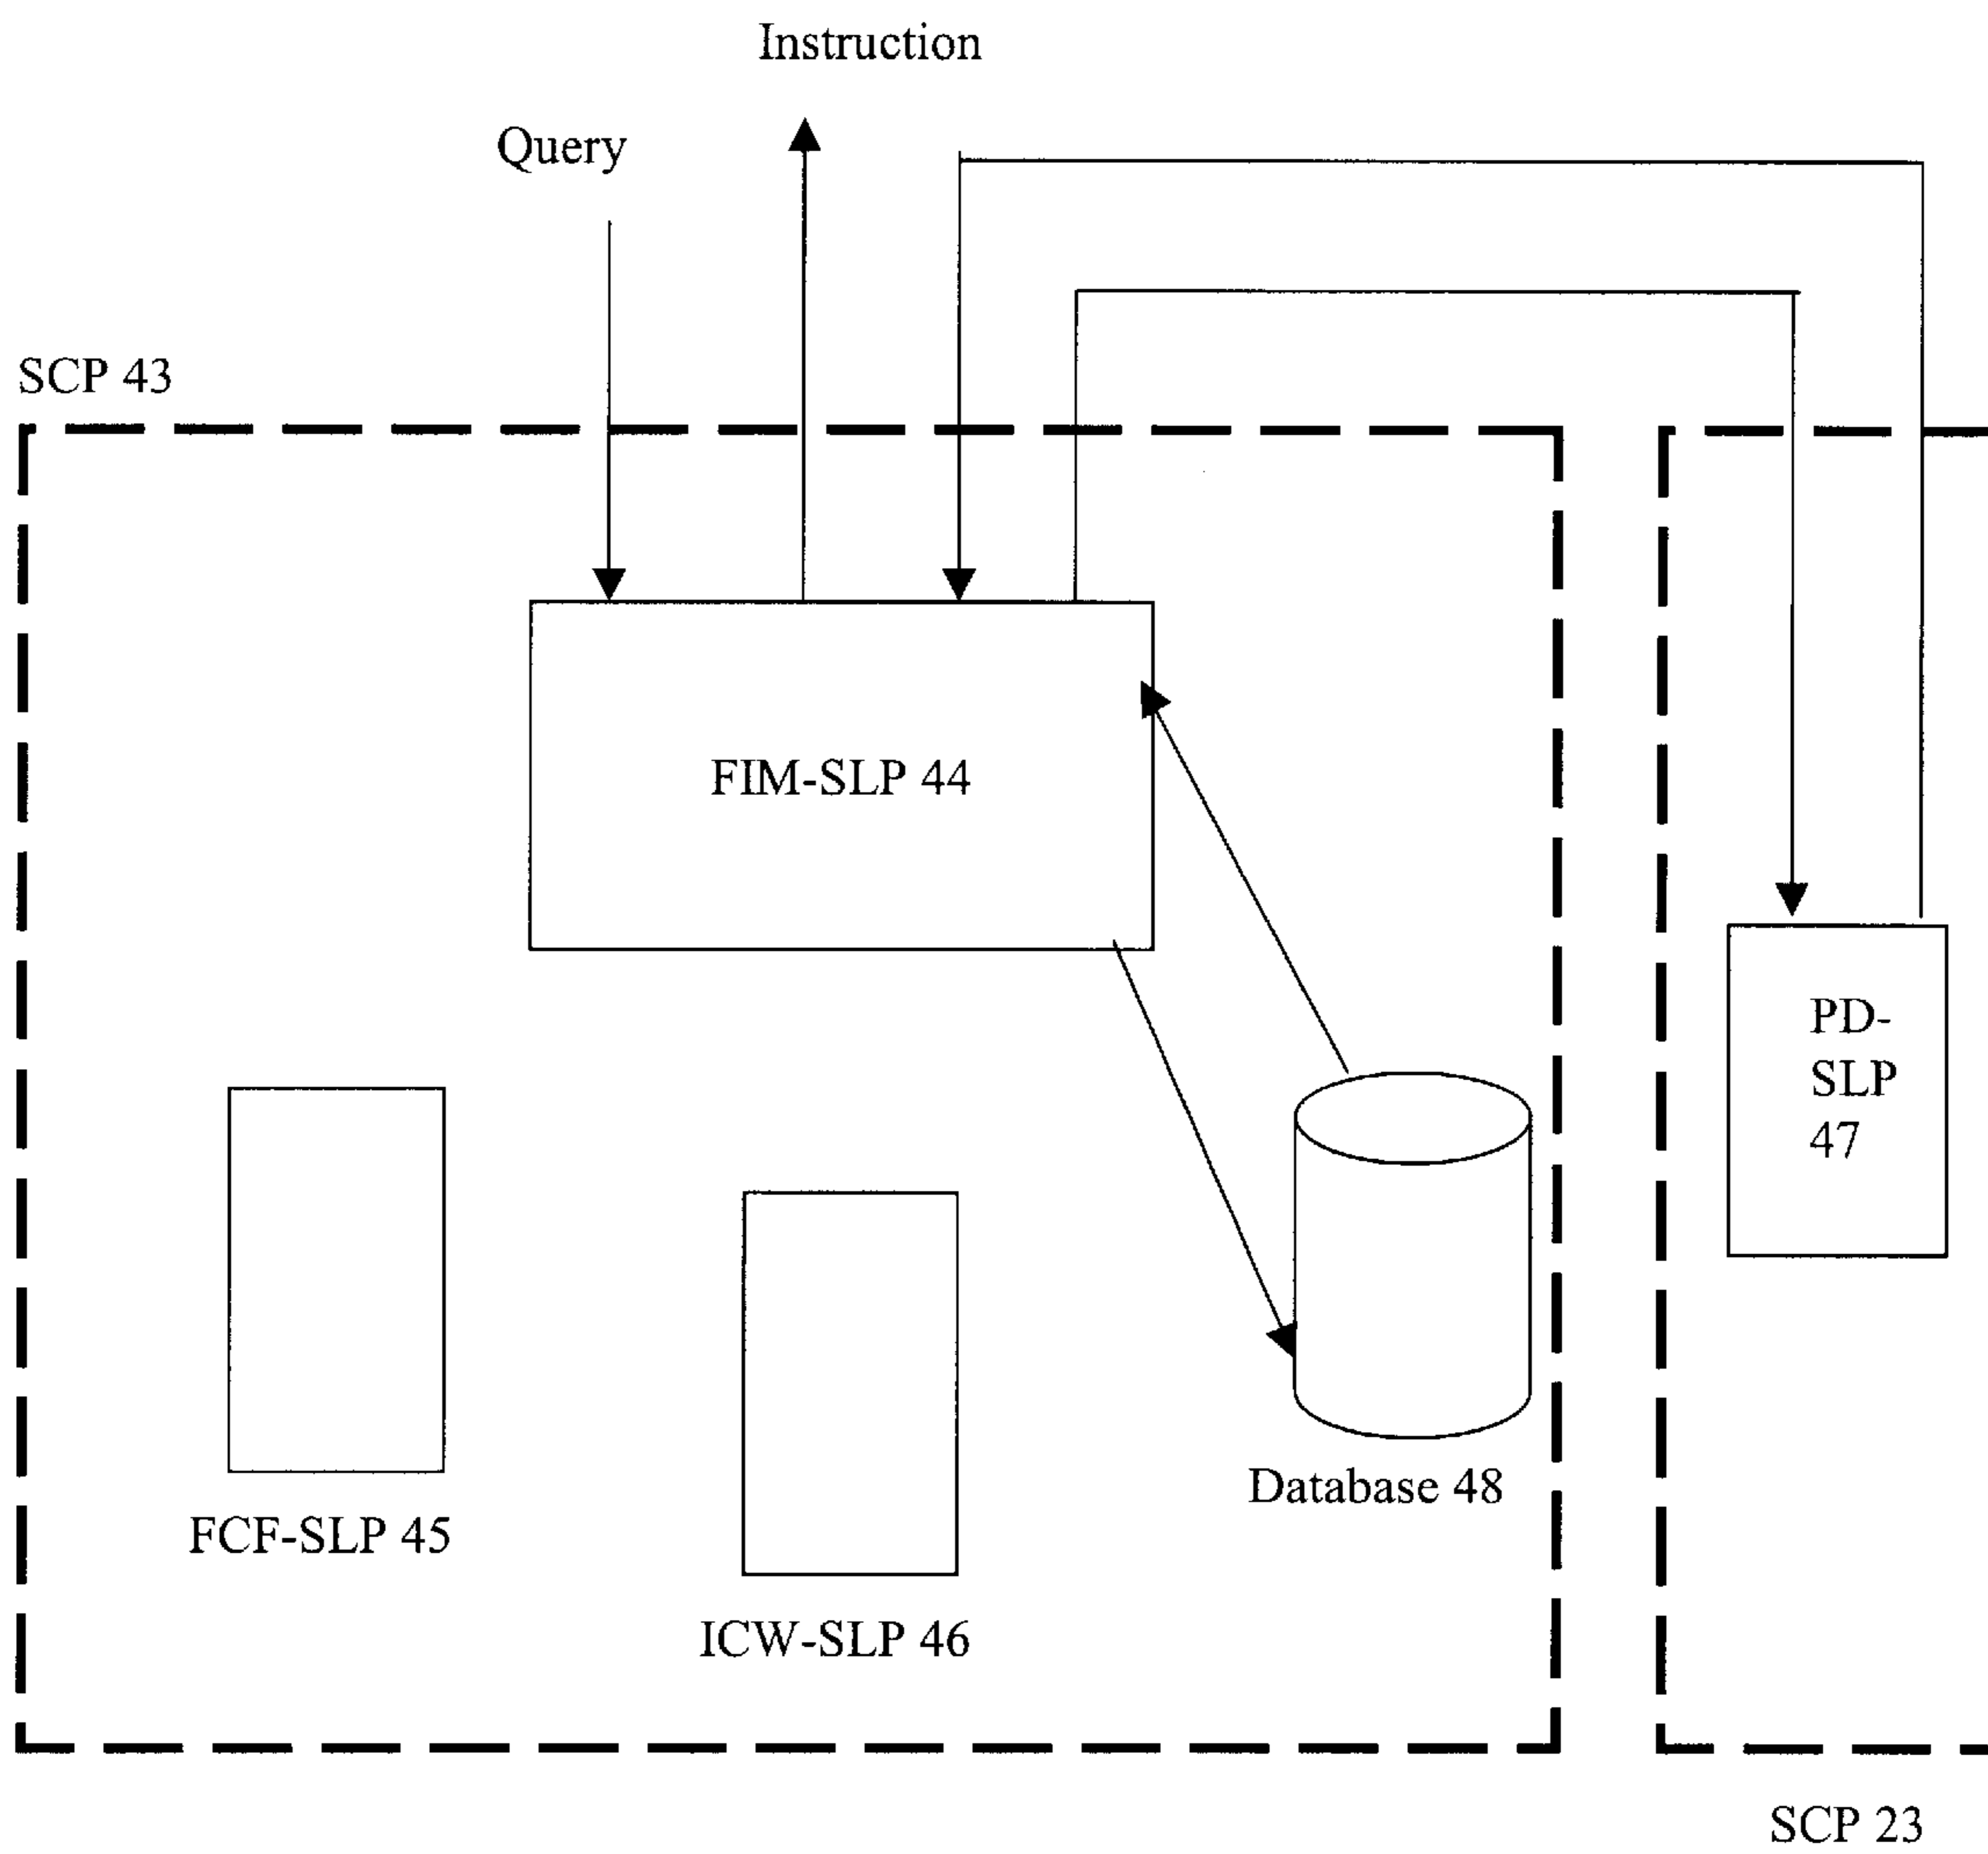 Instruction
Query
SCP 43
FIM-SLP 44
PD-
SLP
47
Database 48
FCF-SLP 45
ICW-SLP 46
SCP 23